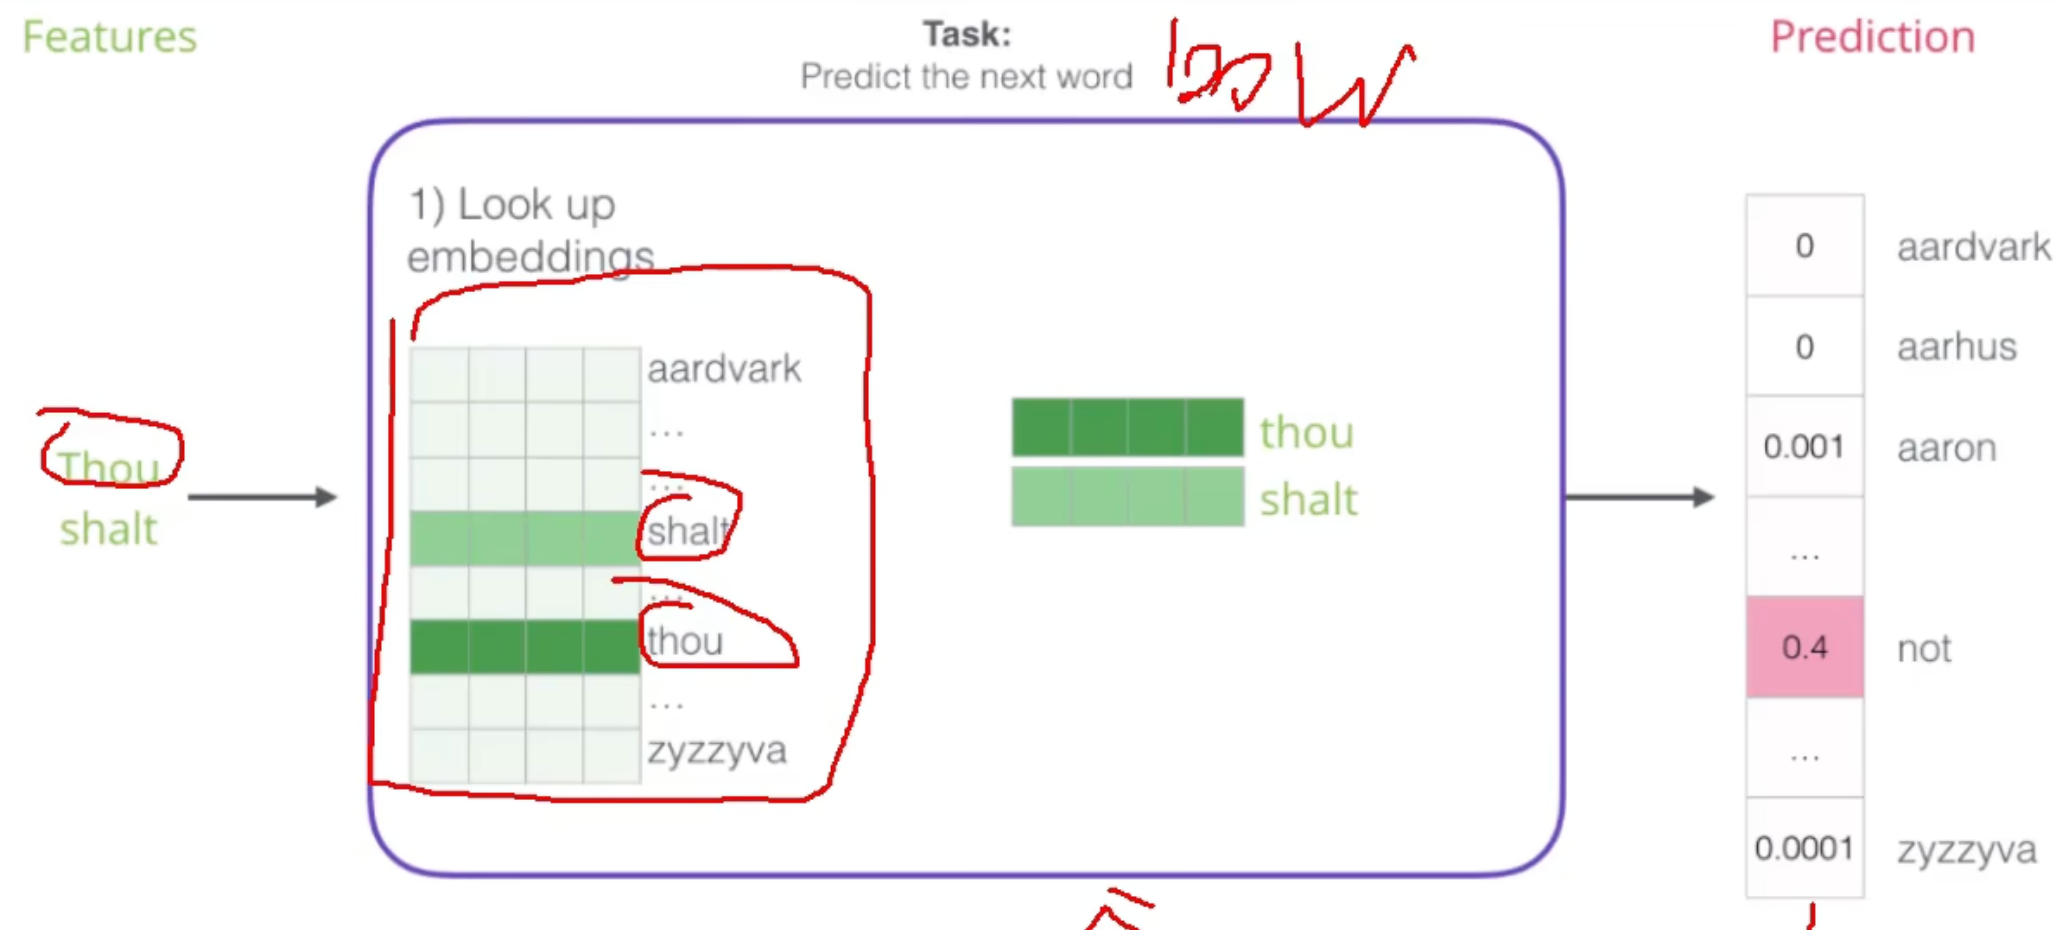 Features
Task:
Predict the next word
Prediction
1) Look up
embeddings
Thou
shalt
aardvark
...
...
shalt
...
thou
...
zyzzyva
thou
shalt
0 aardvark
0 aarhus
0.001 aaron
...
0.4 not
...
0.0001 zyzzyva